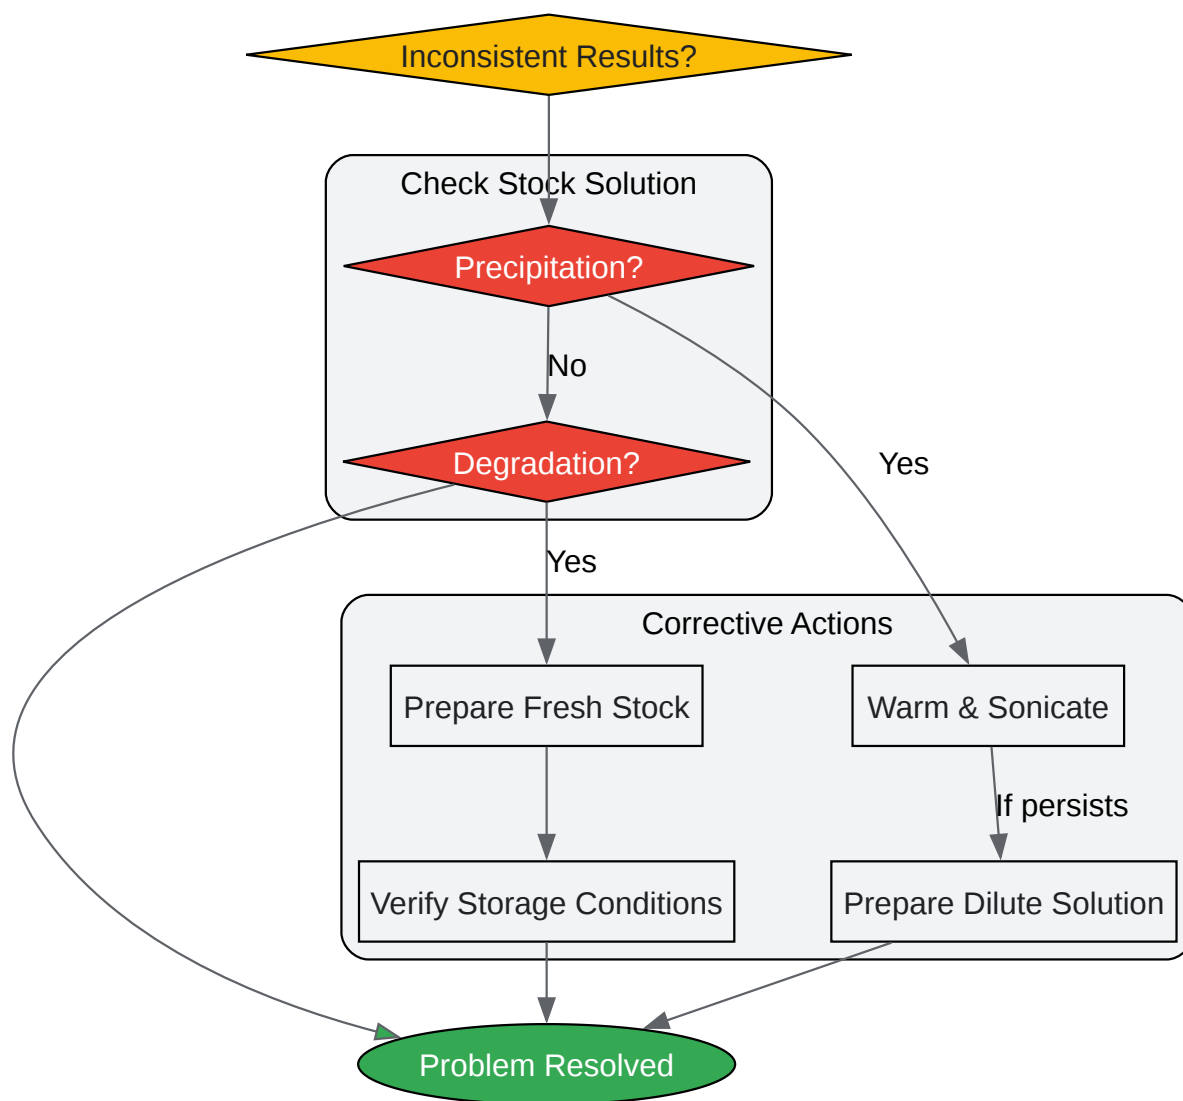 Inconsistent Results?
Check Stock Solution
Precipitation?
No
Degradation?
Yes
Yes
Corrective Actions
Prepare Fresh Stock
Warm & Sonicate
If persists
Verify Storage Conditions
Prepare Dilute Solution
Problem Resolved